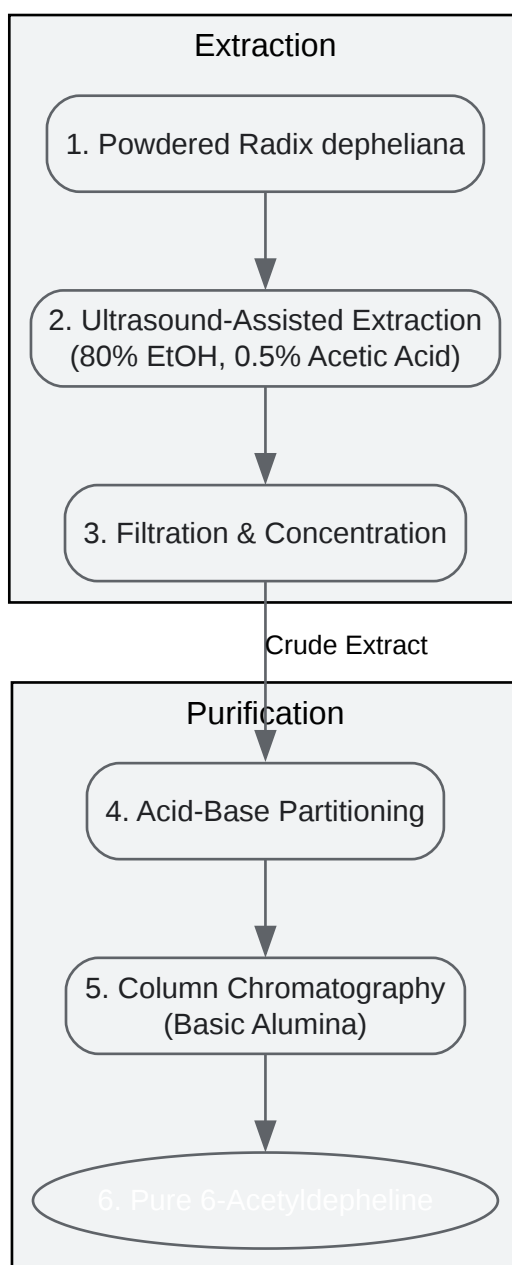 Extraction
1. Powdered Radix depheliana
2. Ultrasound-Assisted Extraction
(80% EtOH, 0.5% Acetic Acid)
3. Filtration & Concentration
Crude Extract
Purification
4. Acid-Base Partitioning
5. Column Chromatography
(Basic Alumina)
6. Pure 6-Acetyldepheline